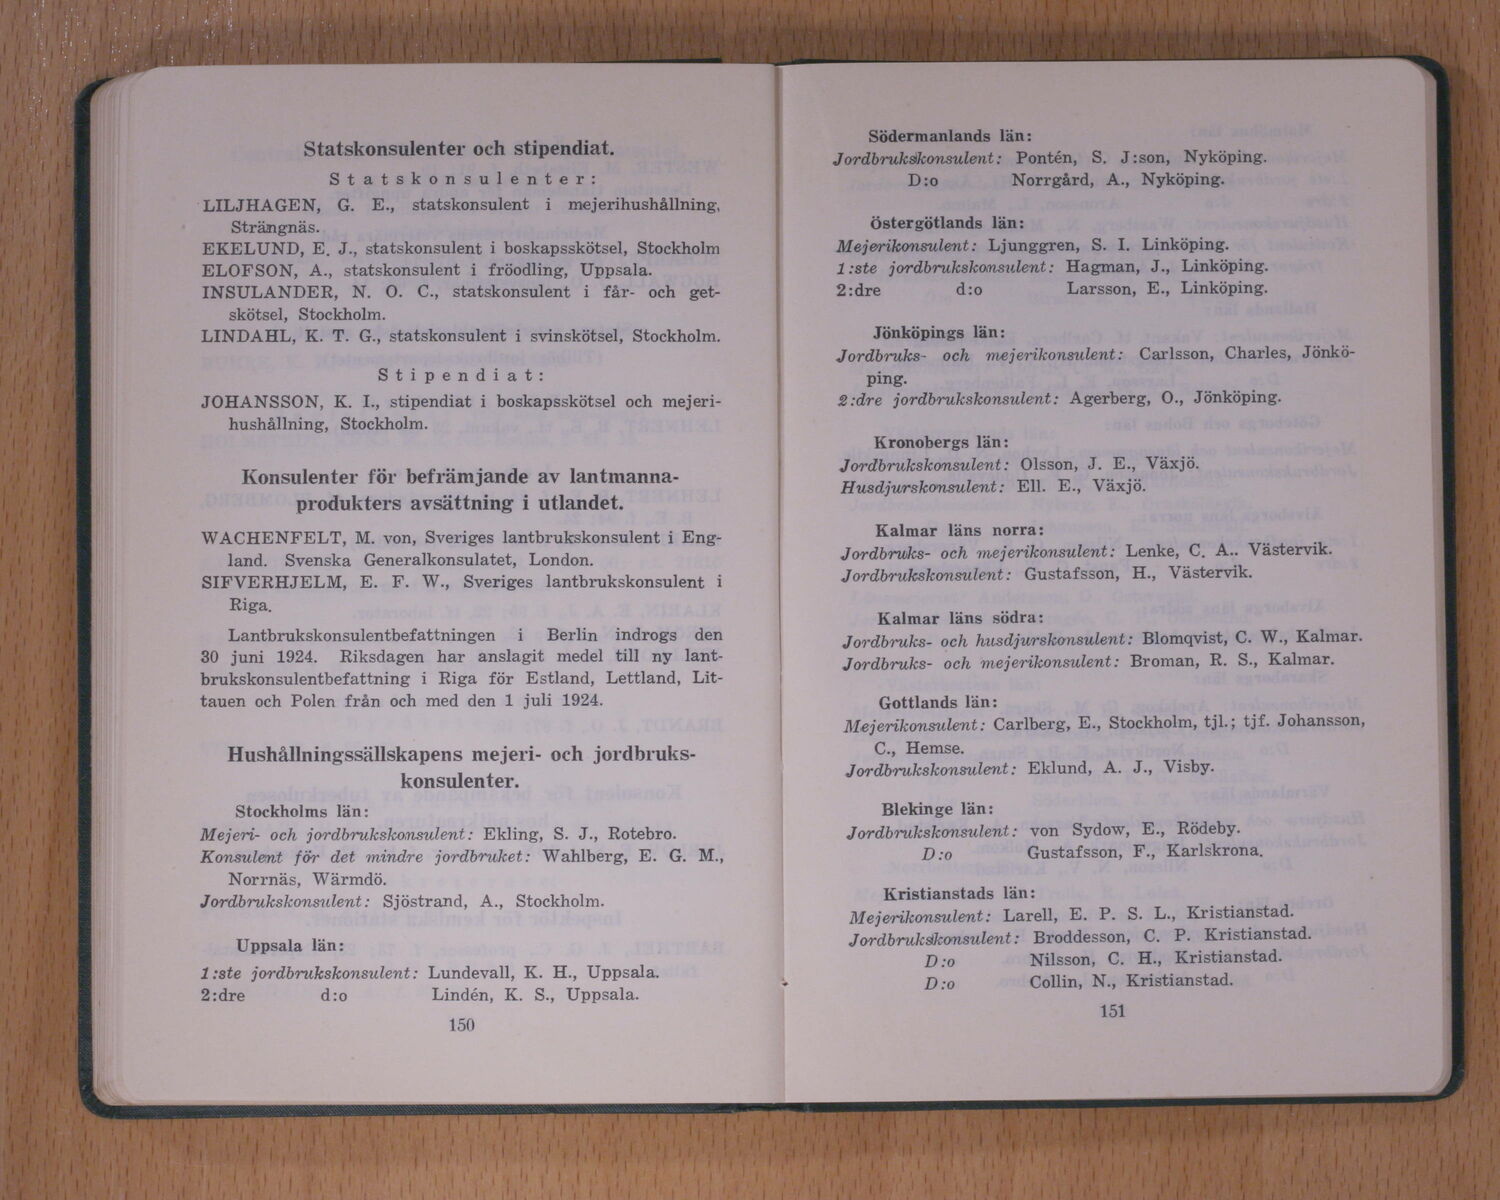 Statskonsulenter och stipendiat.
Statskonsulenter:
LILJHAGEN, G. E., statskonsulent i mejerihushållning,
Strängnäs.
EKELUND, E. J., statskonsulent i boskapsskötsel, Stockholm
ELOFSON, A., statskonsulent i fröodling, Uppsala.
INSULANDER, N. O. C., statskonsulent i får- och get-
skötsel, Stockholm.
LINDAHL, K. T. G., statskonsulent i svinskötsel, Stockholm.
Stipendiat:
JOHANSSON, K. I., stipendiat i boskapsskötsel och mejeri-
hushållning, Stockholm.
Konsulenter för befrämjande av lantmanna-
produkters avsättning i utlandet.
WACHENFELT, M. von, Sveriges lantbrukskonsulent i Eng-
land. Svenska Generalkonsulatet, London.
SIFVERHJELM, E. F. W., Sveriges lantbrukskonsulent i
Riga.
Lantbrukskonsulentbefattningen i Berlin indrogs den
30 juni 1924. Riksdagen har anslagit medel till ny lant-
brukskonsulentbefattning i Riga för Estland, Lettland, Lit-
tauen och Polen från och med den 1 juli 1924.
Hushållningssällskapens mejeri- och jordbruks-
konsulenter.
Stockholms län:
Mejeri- och jordbrukskonsulent: Ekling, S. J., Rotebro.
Konsulent för det mindre jordbruket: Wahlberg, E. G. M.,
Norrnäs, Wärmdö.
Jordbrukskonsulent: Sjöstrand, A., Stockholm.
Uppsala län:
1:ste jordbrukskonsulent: Lundevall, K. H., Uppsala.
2:dre d:o Lindén, K. S., Uppsala.
150
Södermanlands län:
Jordbrukskonsulent: Pontén, S. J:son, Nyköping.
D:o Norrgård, A., Nyköping.
Östergötlands län:
Mejerikonsulent: Ljunggren, S. I. Linköping.
1:ste jordbrukskonsulent: Hagman, J., Linköping.
2:dre d:o Larsson, E., Linköping.
Jönköpings län:
Jordbruks- och mejerikonsulent: Carlsson, Charles, Jönkö-
ping.
2:dre jordbrukskonsulent: Agerberg, O., Jönköping.
Kronobergs län:
Jordbrukskonsulent: Olsson, J. E., Växjö.
Husdjurskonsulent: Ell. E., Växjö.
Kalmar läns norra:
Jordbruks- och mejerikonsulent: Lenke, C. A.. Västervik.
Jordbrukskonsulent: Gustafsson, H., Västervik.
Kalmar läns södra:
Jordbruks- och husdjurskonsulent: Blomqvist, C. W., Kalmar.
Jordbruks- och mejerikonsulent: Broman, R. S., Kalmar.
Gottlands län:
Mejerikonsulent: Carlberg, E., Stockholm, tjl.; tjf. Johansson,
C., Hemse.
Jordbrukskonsulent: Eklund, A. J., Visby.
Blekinge län:
Jordbrukskonsulent: von Sydow, E., Rödeby.
D:o Gustafsson, F., Karlskrona.
Kristianstads län:
Mejerikonsulent: Larell, E. P. S. L., Kristianstad.
Jordbrukskonsulent: Broddesson, C. P. Kristianstad.
D:o Nilsson, C. H., Kristianstad.
D:o Collin, N., Kristianstad.
151